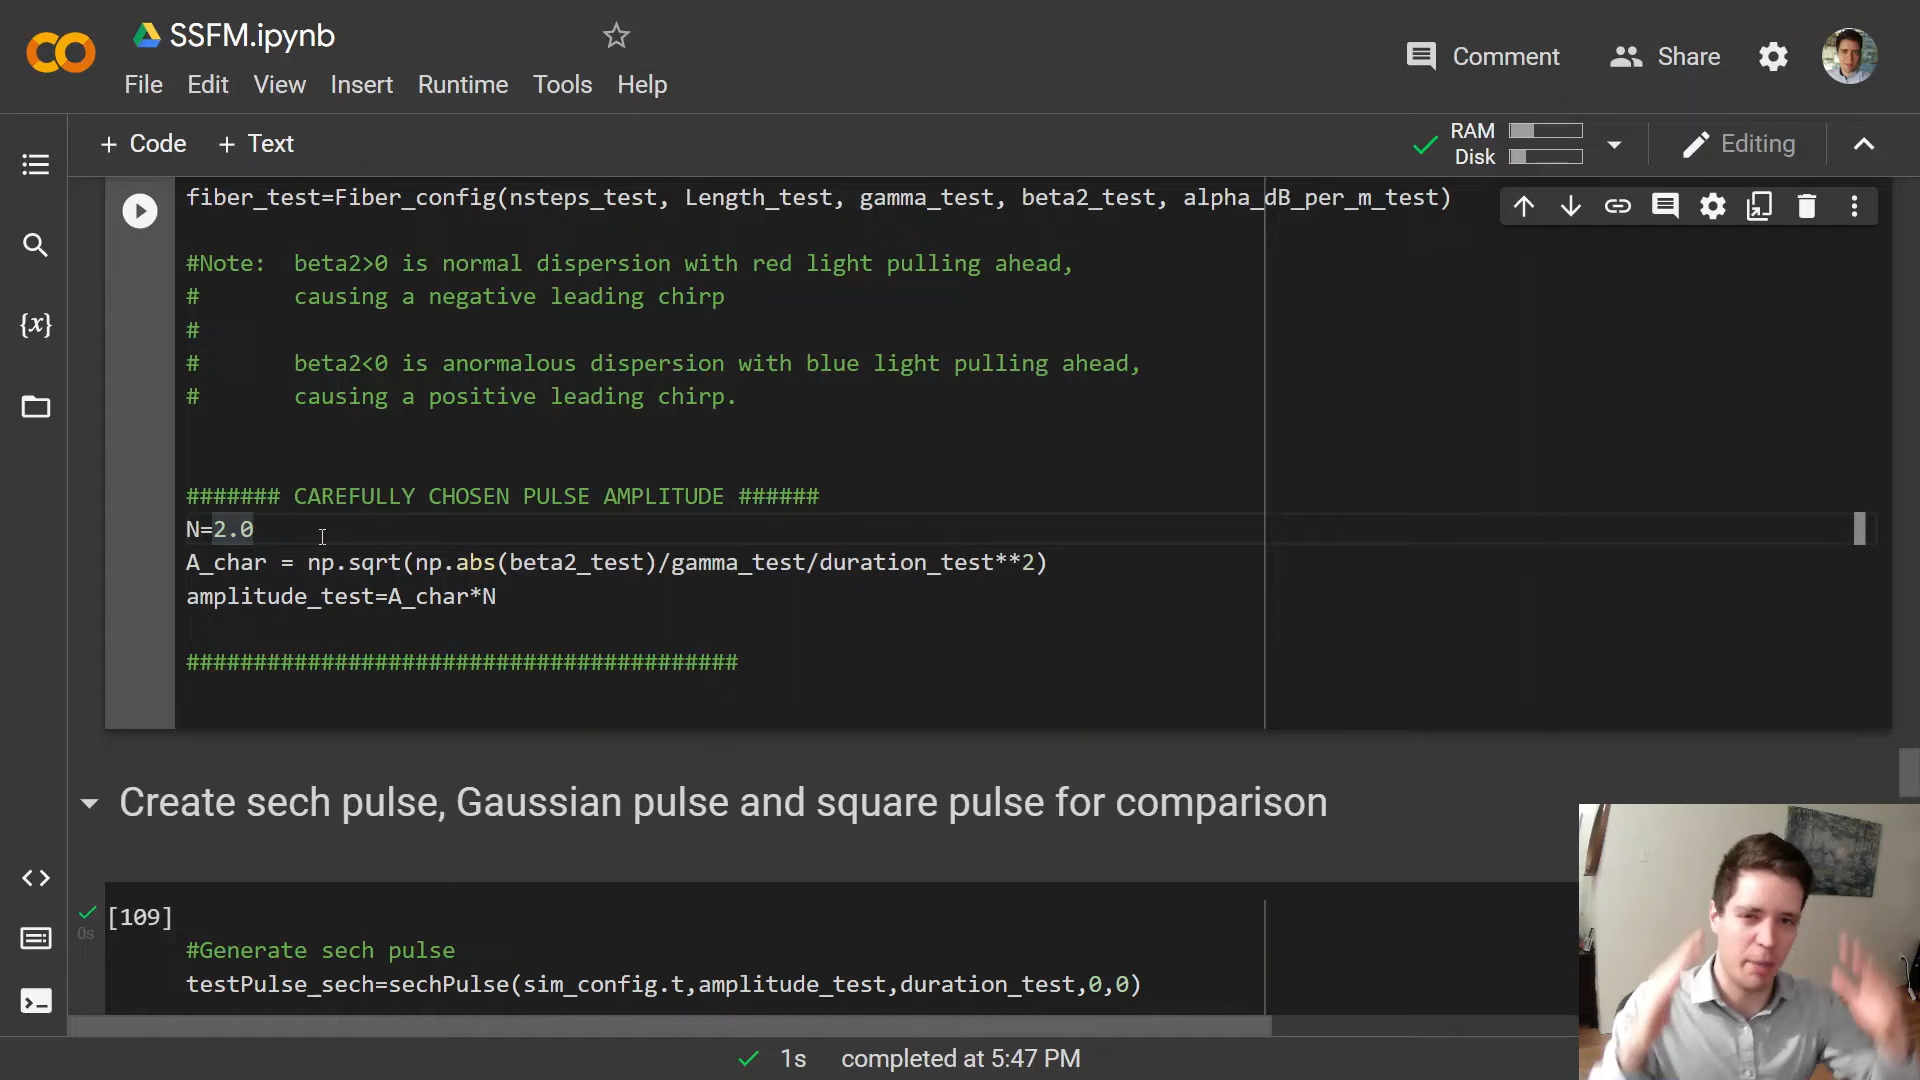 SSFM.ipynb
File Edit View Insert Runtime Tools Help
Comment Share
+ Code + Text
RAM
Disk
Editing
fiber_test=Fiber_config(nsteps_test, Length_test, gamma_test, beta2_test, alpha_dB_per_m_test)
#Note:  beta2>0 is normal dispersion with red light pulling ahead,
#       causing a negative leading chirp
#
#       beta2<0 is anormalous dispersion with blue light pulling ahead,
#       causing a positive leading chirp.
####### CAREFULLY CHOSEN PULSE AMPLITUDE ######
N=2.0
A_char = np.sqrt(np.abs(beta2_test)/gamma_test/duration_test**2)
amplitude_test=A_char*N
#########################################
Create sech pulse, Gaussian pulse and square pulse for comparison
[109]
0s
#Generate sech pulse
testPulse_sech=sechPulse(sim_config.t,amplitude_test,duration_test,0,0)
1s completed at 5:47 PM
{x}